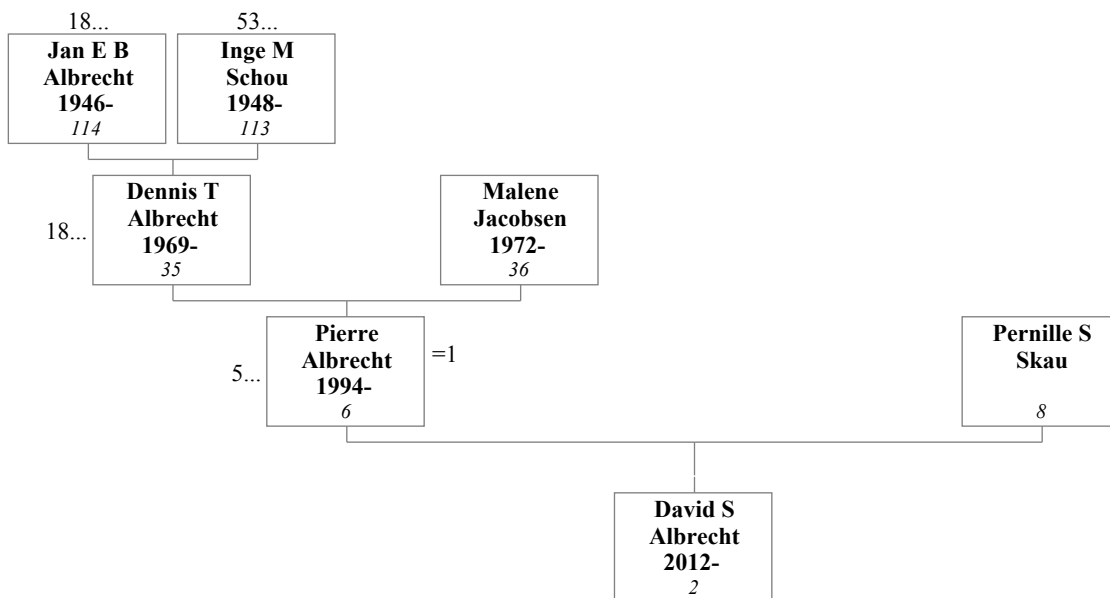 18...
53...
Jan E B
Albrecht
1946-
114
Inge M
Schou
1948-
113
18...
Dennis T
Albrecht
1969-
35
Malene
Jacobsen
1972-
36
5...
Pierre
Albrecht
1994-
6
=1
Pernille S
Skau
8
David S
Albrecht
2012-
2